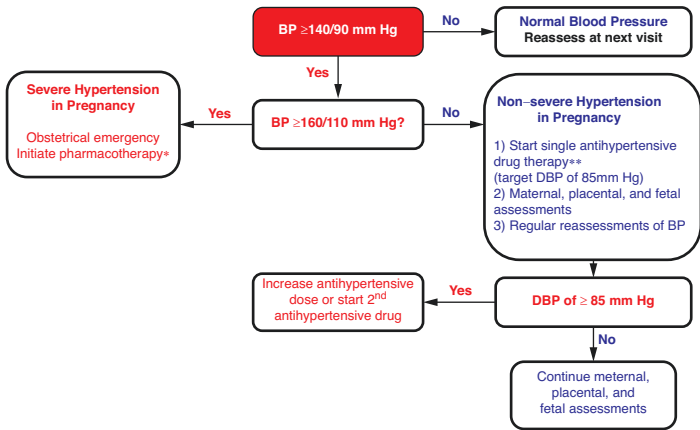 BP ≥140/90 mm Hg
No
Normal Blood Pressure
Reassess at next visit
Yes
Severe Hypertension
in Pregnancy
Obstetrical emergency
Initiate pharmacotherapy*
Yes
BP ≥160/110 mm Hg?
No
Non–severe Hypertension
in Pregnancy
1) Start single antihypertensive
drug therapy**
(target DBP of 85mm Hg)
2) Maternal, placental, and fetal
assessments
3) Regular reassessments of BP
Increase antihypertensive
dose or start 2nd
antihypertensive drug
Yes
DBP of ≥ 85 mm Hg
No
Continue meternal,
placental, and
fetal assessments